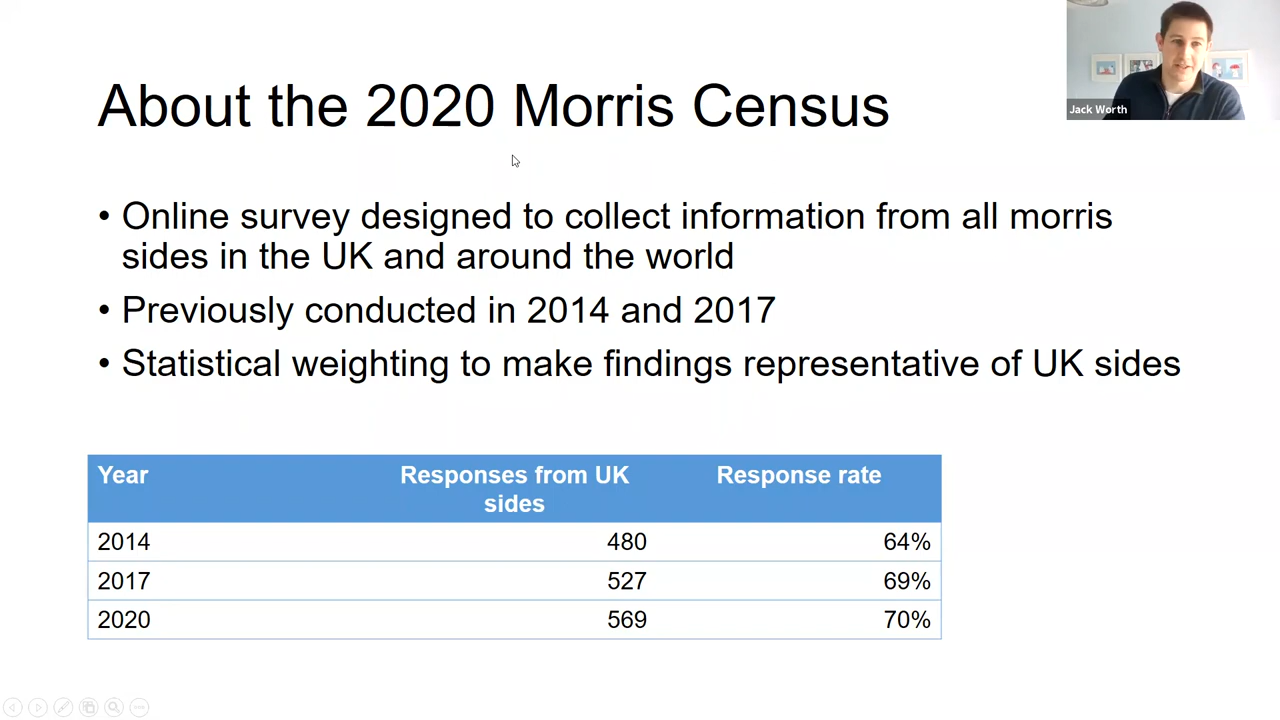 About the 2020 Morris Census
Jack Worth
• Online survey designed to collect information from all morris
sides in the UK and around the world
• Previously conducted in 2014 and 2017
• Statistical weighting to make findings representative of UK sides
Year Responses from UK sides Response rate
2014 480 64%
2017 527 69%
2020 569 70%